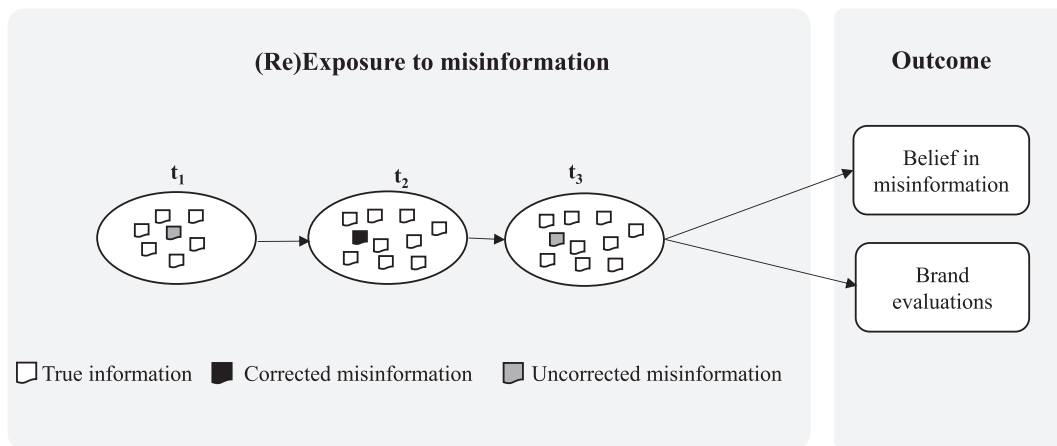 (Re)Exposure to misinformation
Outcome
t1
t2
t3
Belief in
misinformation
Brand
evaluations
True information
Corrected misinformation
Uncorrected misinformation